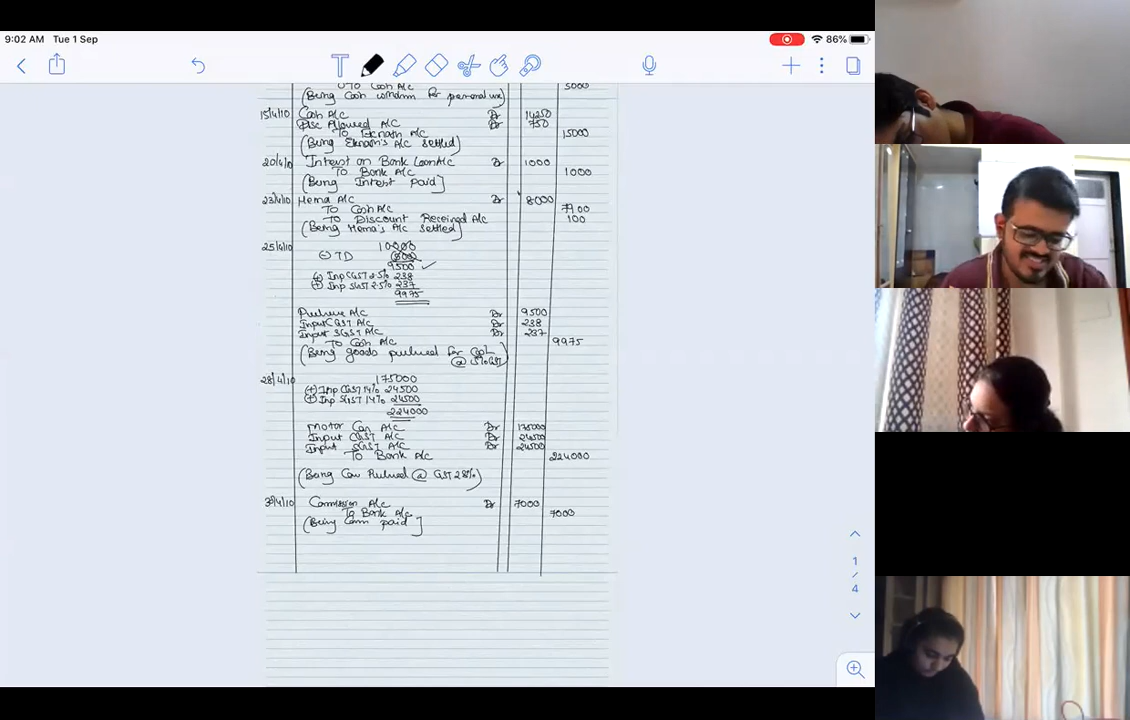 9:02 AM Tue 1 Sep
86%
To Cash A/c 5000
(Being Cash withdrawn for personal use)
15/4/10 Cash A/c Dr 14250
Disc Allowed A/c Dr 750
To Eknath A/c 15000
(Being Eknath's A/c settled)
20/4/10 Interest on Bank Loan A/c Dr 1000
To Bank A/c 1000
(Being Interest paid]
23/4/10 Hema A/c Dr 8000
To Cash A/c 7900
To Discount Received A/c 100
(Being Hema's A/c settled)
25/4/10 10000
(-) TD
9500 ✓
(+) Inp CGST 2.5% 238
(+) Inp SGST 2.5% 237
9975
Purchase A/c Dr 9500
Input CGST A/c Dr 238
Input SGST A/c Dr 237
To Cash A/c 9975
(Being goods purchased for
@ 5% GST)
28/4/10 175000
(+) Inp CGST 14% 24500
(+) Inp SGST 14% 24500
224000
Motor Car A/c Dr 175000
Input CGST A/c Dr 24500
Input SGST A/c Dr 24500
To Bank A/c 224000
(Being Car Purchased @ GST 28%)
30/4/10 Commission A/c Dr 7000
To Bank A/c 7000
(Being Comm paid]
1
/
4